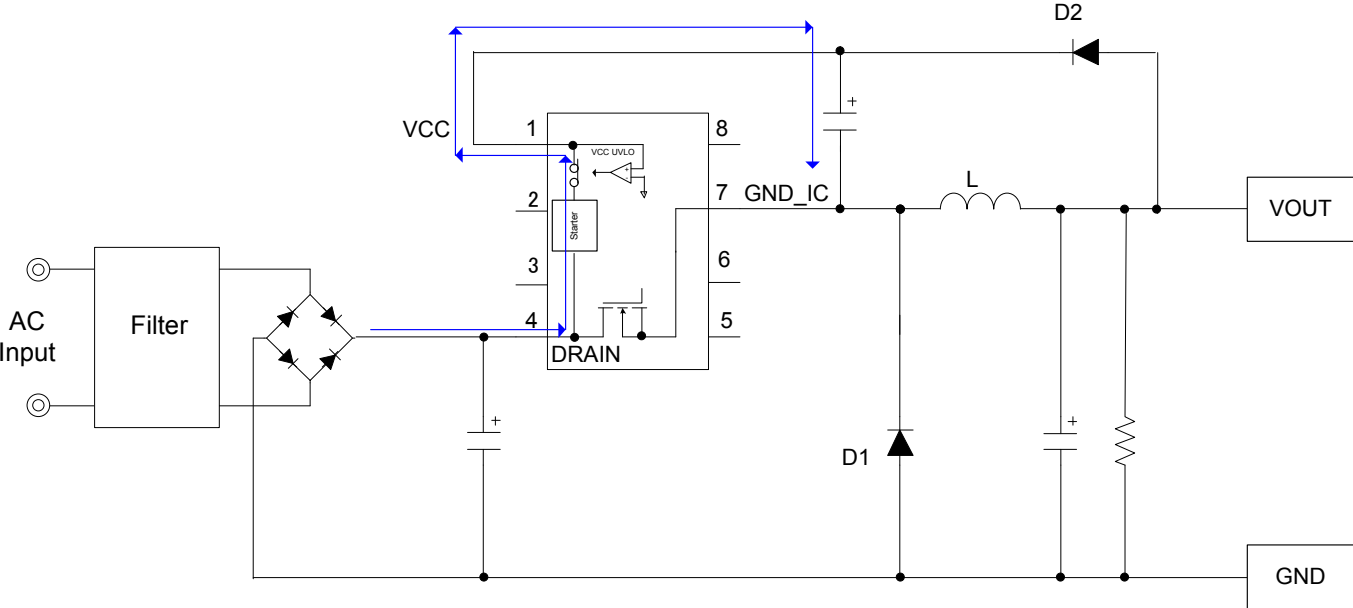 D2
VCC
1
8
VCC UVLO
+
-
+
L
2
7
GND_IC
VOUT
Starter
3
6
AC
Input
Filter
4
5
DRAIN
+
+
D1
GND